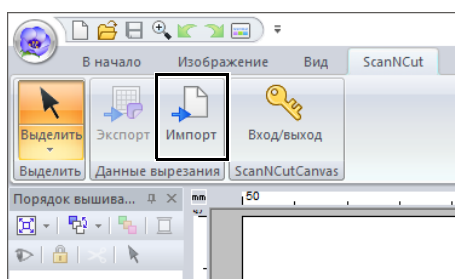 В начало Изображение Вид ScanNCut
Выделить Экспорт Импорт Вход/выход
Выделить Данные вырезания ScanNCutCanvas
Порядок вышива... mm 50